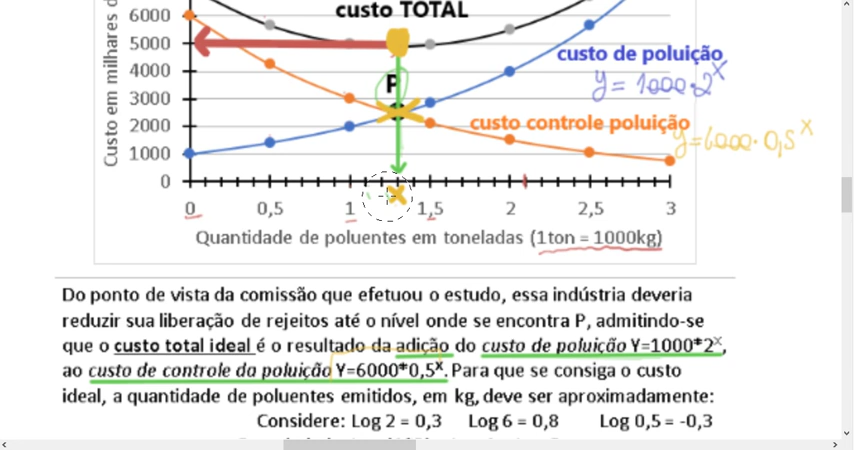 custo TOTAL
6000
5000
4000
3000
2000
1000
0
Custo em milhares
P
custo de poluição
y = 1000.2^x
custo controle poluição
y=6000.0,5^x
0 0,5 1 1,5 2 2,5 3
Quantidade de poluentes em toneladas (1ton = 1000kg)
Do ponto de vista da comissão que efetuou o estudo, essa indústria deveria
reduzir sua liberação de rejeitos até o nível onde se encontra P, admitindo-se
que o custo total ideal é o resultado da adição do custo de poluição Y=1000*2^x,
ao custo de controle da poluição Y=6000*0,5^x. Para que se consiga o custo
ideal, a quantidade de poluentes emitidos, em kg, deve ser aproximadamente:
Considere: Log 2 = 0,3 Log 6 = 0,8 Log 0,5 = -0,3